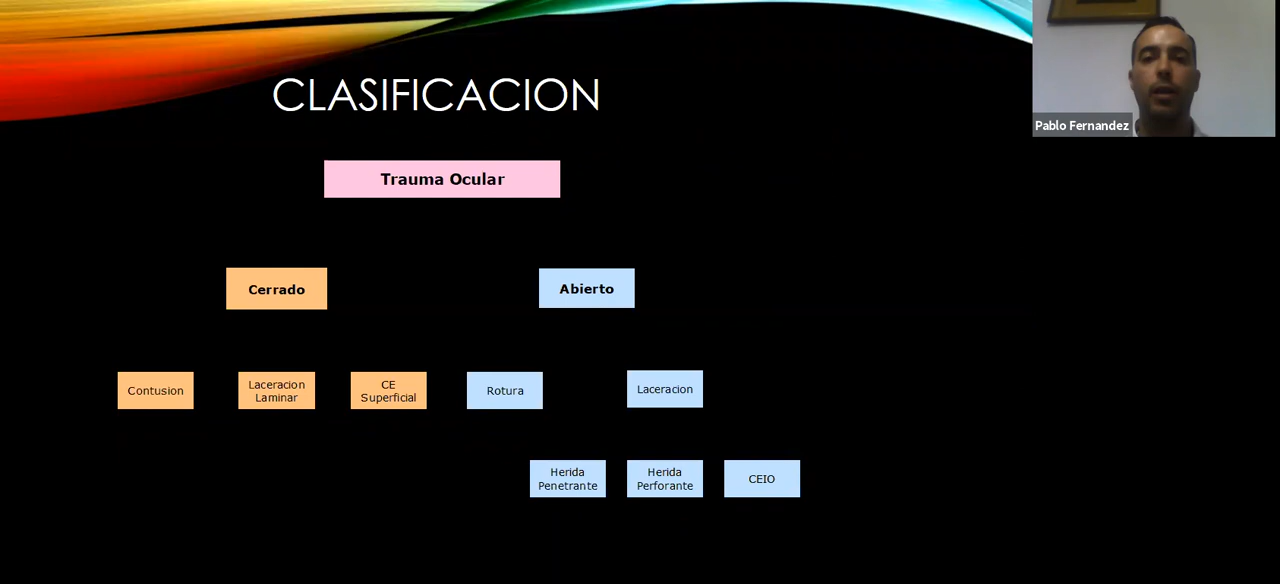 CLASIFICACION
Pablo Fernandez
Trauma Ocular
Cerrado
Abierto
Contusion
Laceracion
Laminar
CE
Superficial
Rotura
Laceracion
Herida
Penetrante
Herida
Perforante
CEIO